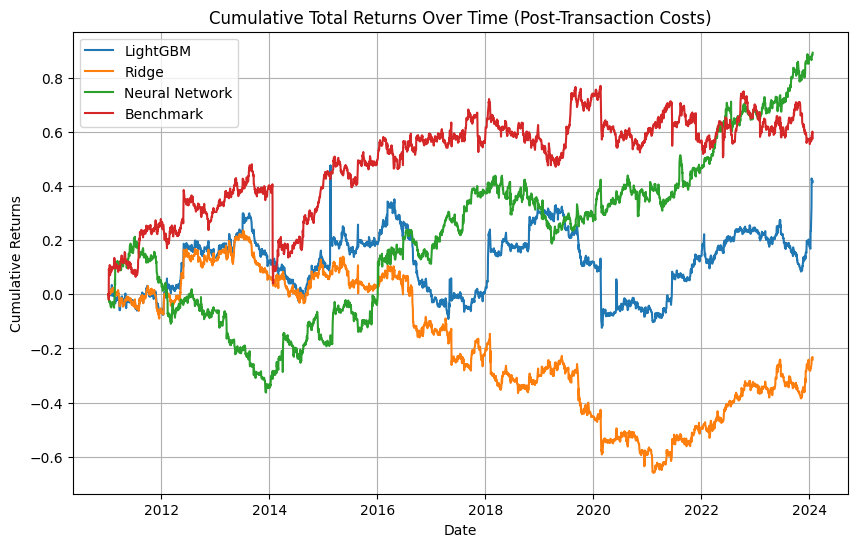 Cumulative Total Returns Over Time (Post-Transaction Costs)
LightGBM
Ridge
Neural Network
Benchmark
Cumulative Returns
0.8
0.6
0.4
0.2
0.0
−0.2
−0.4
−0.6
2012 2014 2016 2018 2020 2022 2024
Date